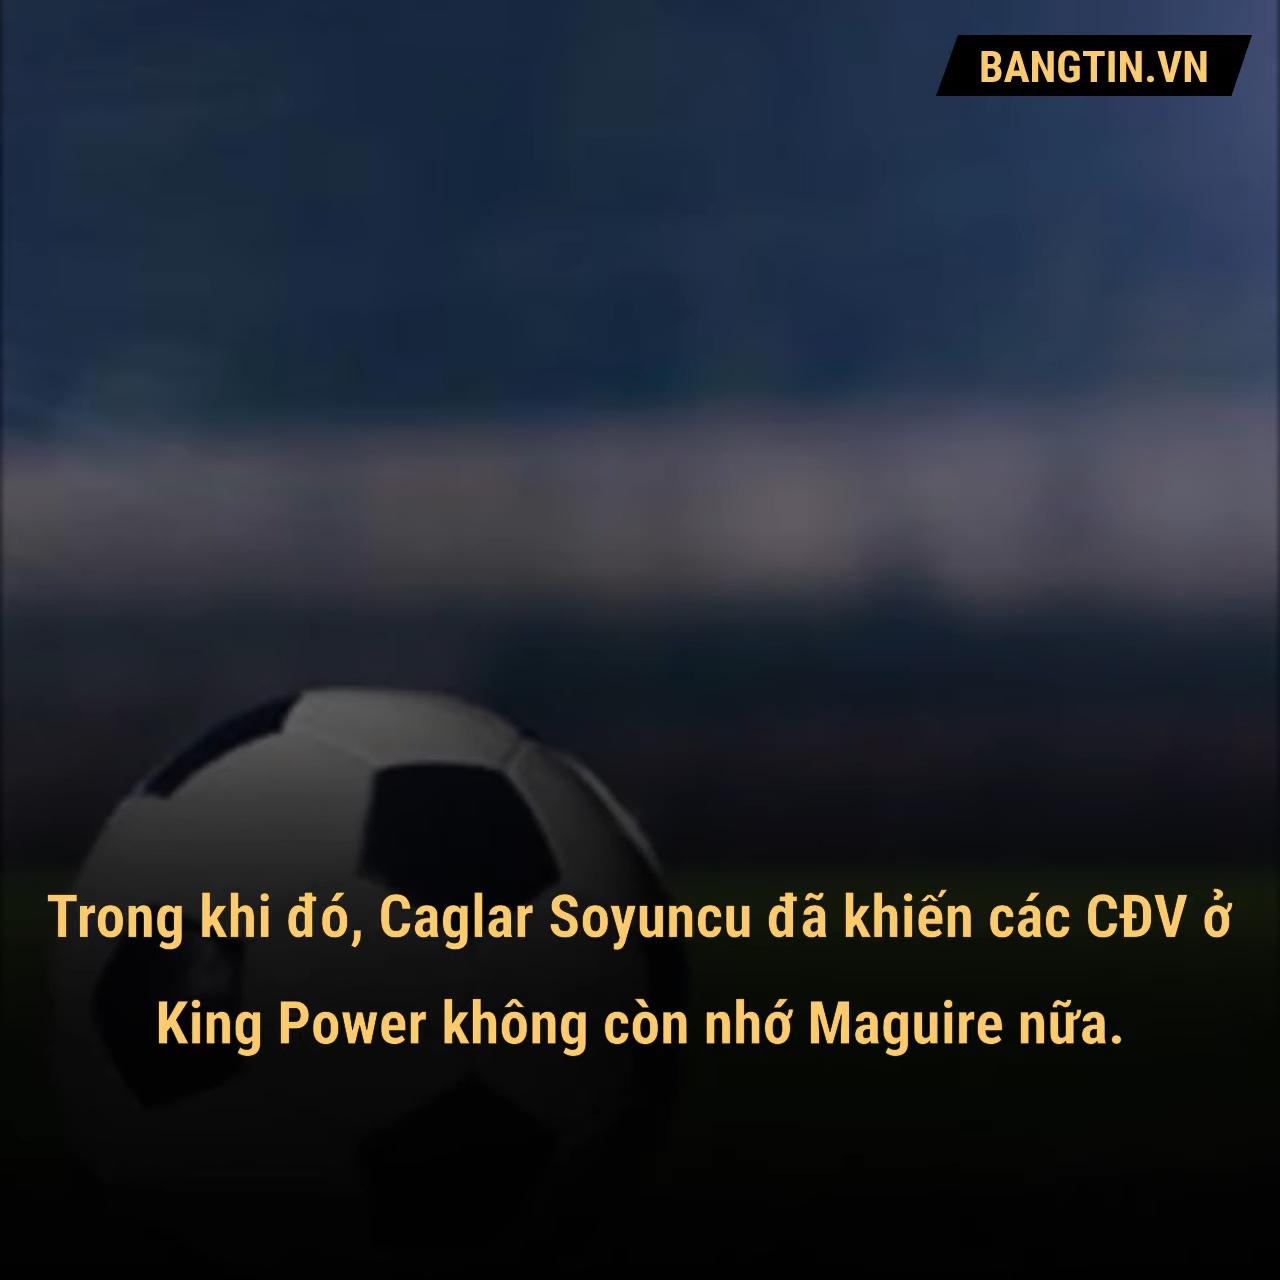 BANGTIN.VN
Trong khi đó, Caglar Soyuncu đã khiến các CĐV ở
King Power không còn nhớ Maguire nữa.